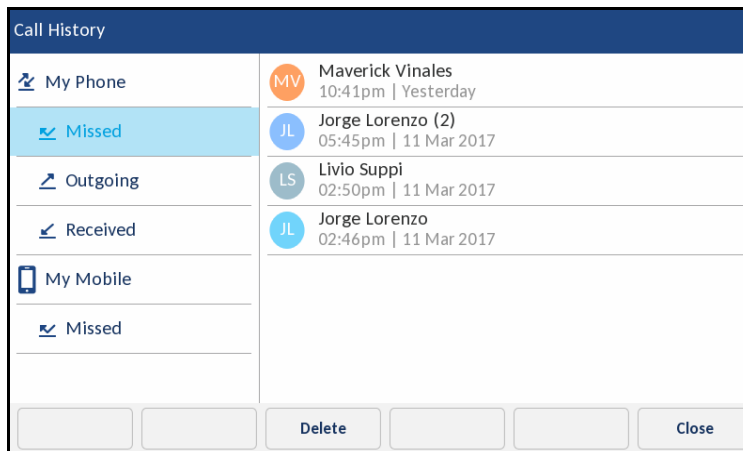 Call History
My Phone
Missed
Outgoing
Received
My Mobile
Missed
MV
Maverick Vinales
10:41pm | Yesterday
JL
Jorge Lorenzo (2)
05:45pm | 11 Mar 2017
LS
Livio Suppi
02:50pm | 11 Mar 2017
JL
Jorge Lorenzo
02:46pm | 11 Mar 2017
Delete
Close